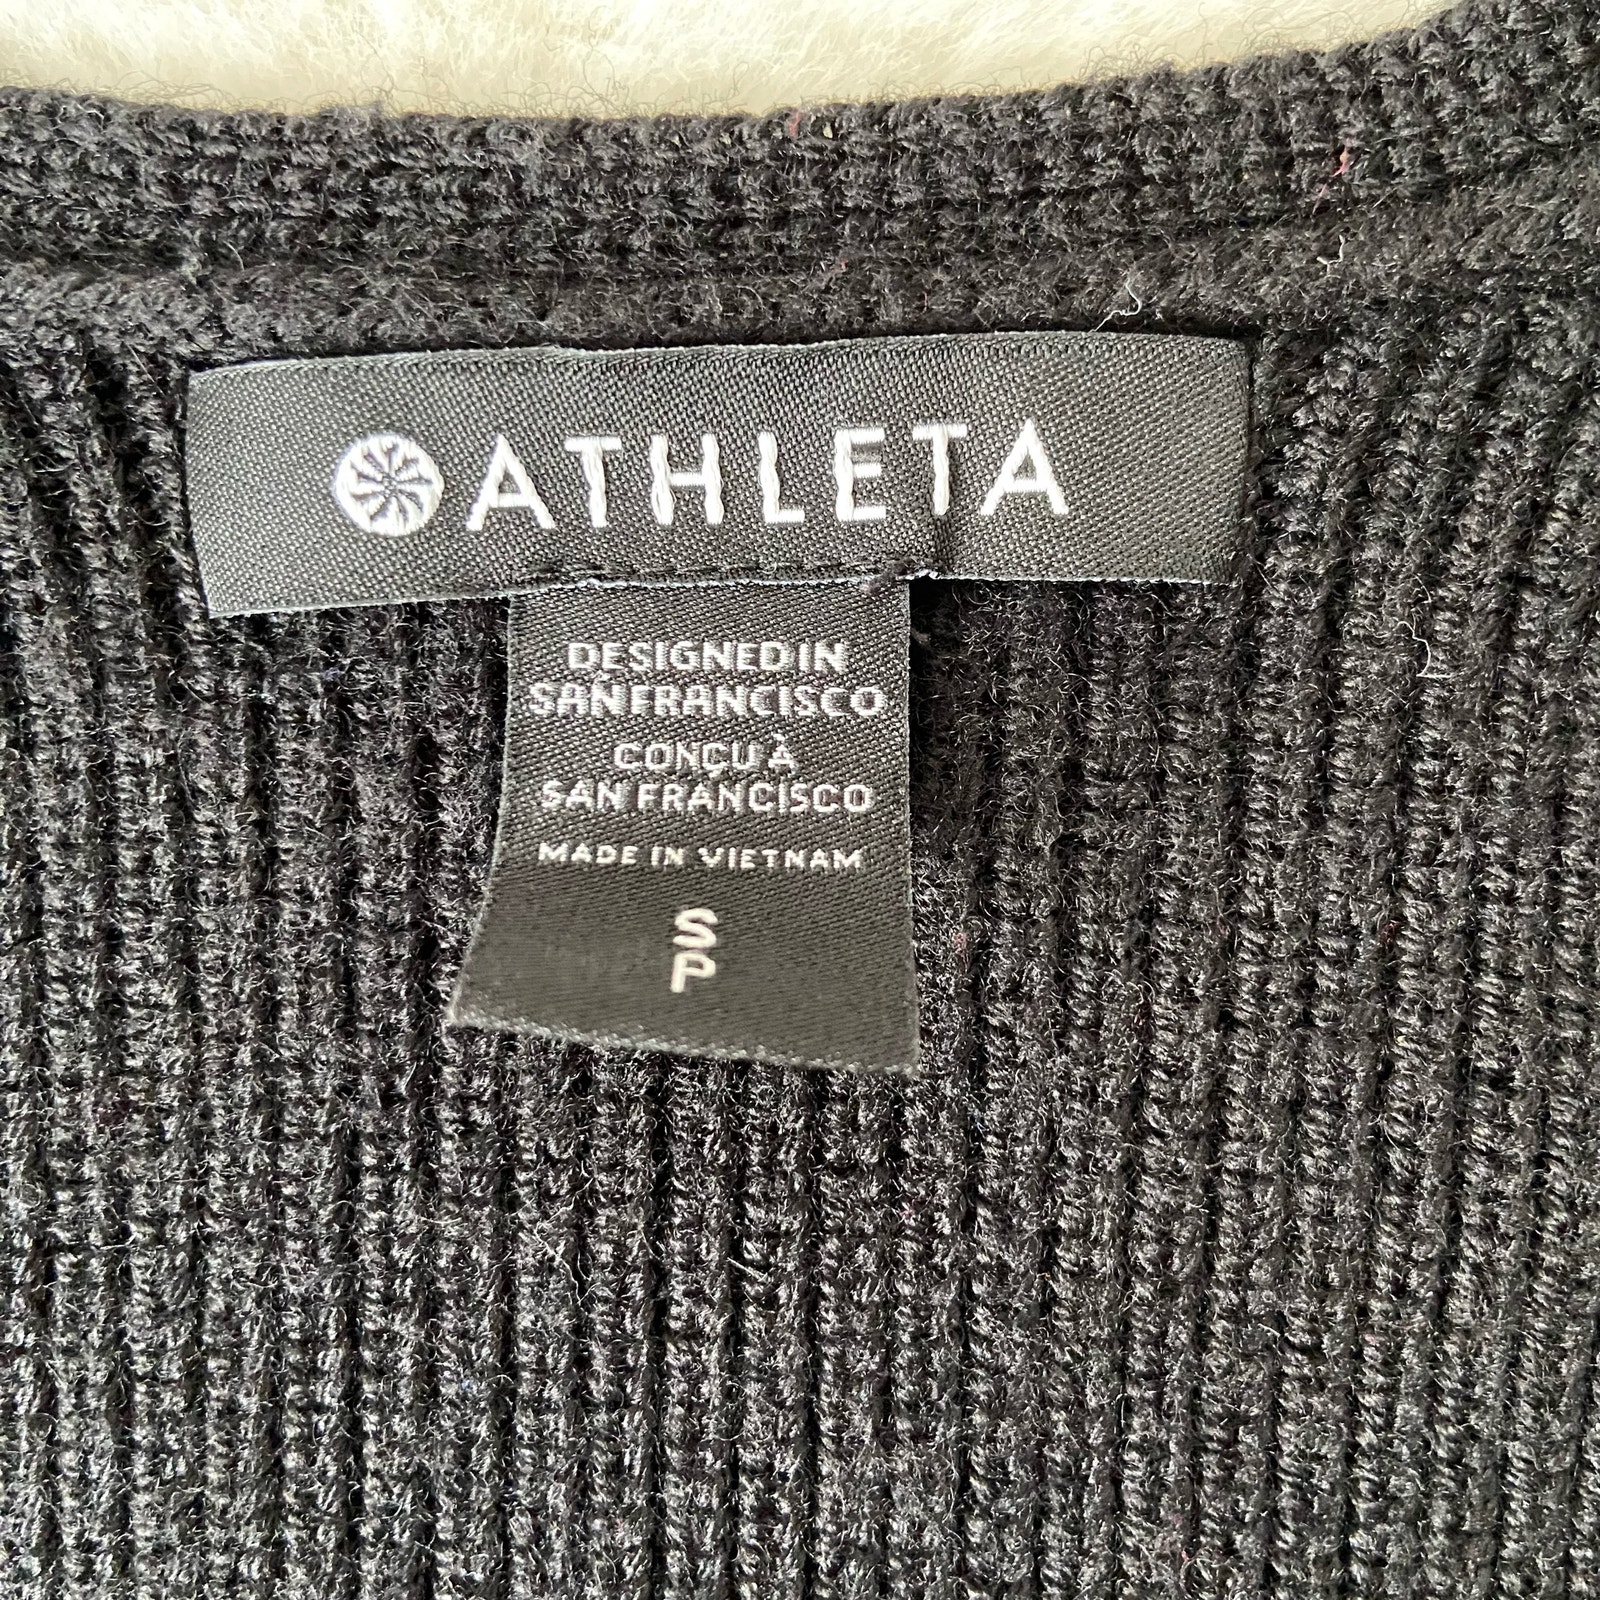 ATHLETA
DESIGNED IN
SAN FRANCISCO
CONÇU À
SAN FRANCISCO
MADE IN VIETNAM
S
P